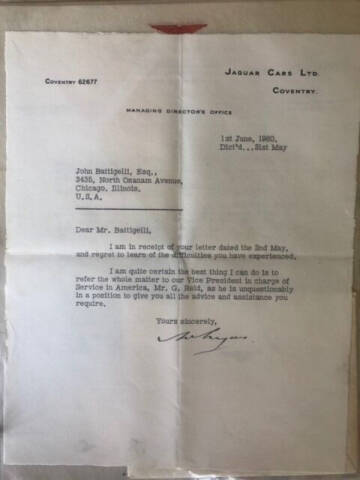 JAGUAR CARS LTD.
COVENTRY 62677
COVENTRY.
MANAGING DIRECTOR'S OFFICE
1st June, 1960.
Dict'd...31st May
John Battigelli, Esq.,
3435, North Ozanam Avenue,
Chicago. Illinois.
U.S.A.
Dear Mr. Battigelli,
I am in receipt of your letter dated the 2nd May,
and regret to learn of the difficulties you have experienced.
I am quite certain the best thing I can do is to
refer the whole matter to our Vice President in charge of
Service in America, Mr. G. Reid, as he is unquestionably
in a position to give you all the advice and assistance you
require.
Yours sincerely,